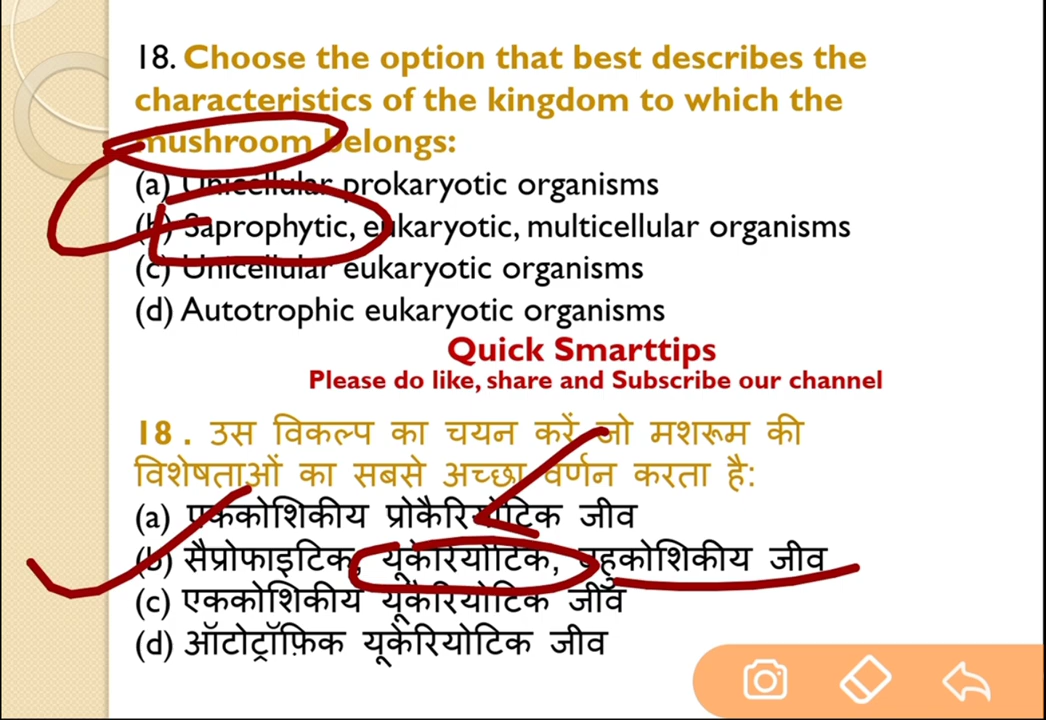 18. Choose the option that best describes the
characteristics of the kingdom to which the
mushroom belongs:
(a) Unicellular prokaryotic organisms
(b) Saprophytic, eukaryotic, multicellular organisms
(c) Unicellular eukaryotic organisms
(d) Autotrophic eukaryotic organisms
Quick Smarttips
Please do like, share and Subscribe our channel
18 . उस विकल्प का चयन करें जो मशरूम की
विशेषताओं का सबसे अच्छा वर्णन करता है:
(a) एककोशिकीय प्रोकैरियोटिक जीव
(b) सैप्रोफाइटिक, यूकेरियोटिक, बहुकोशिकीय जीव
(c) एककोशिकीय यूकेरियोटिक जीव
(d) ऑटोट्रॉफ़िक यूकेरियोटिक जीव